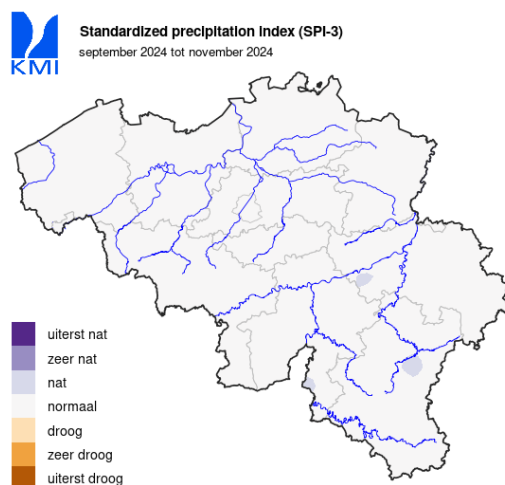 Standardized precipitation index (SPI-3)
september 2024 tot november 2024
KMI
uiterst nat
zeer nat
nat
normaal
droog
zeer droog
uiterst droog